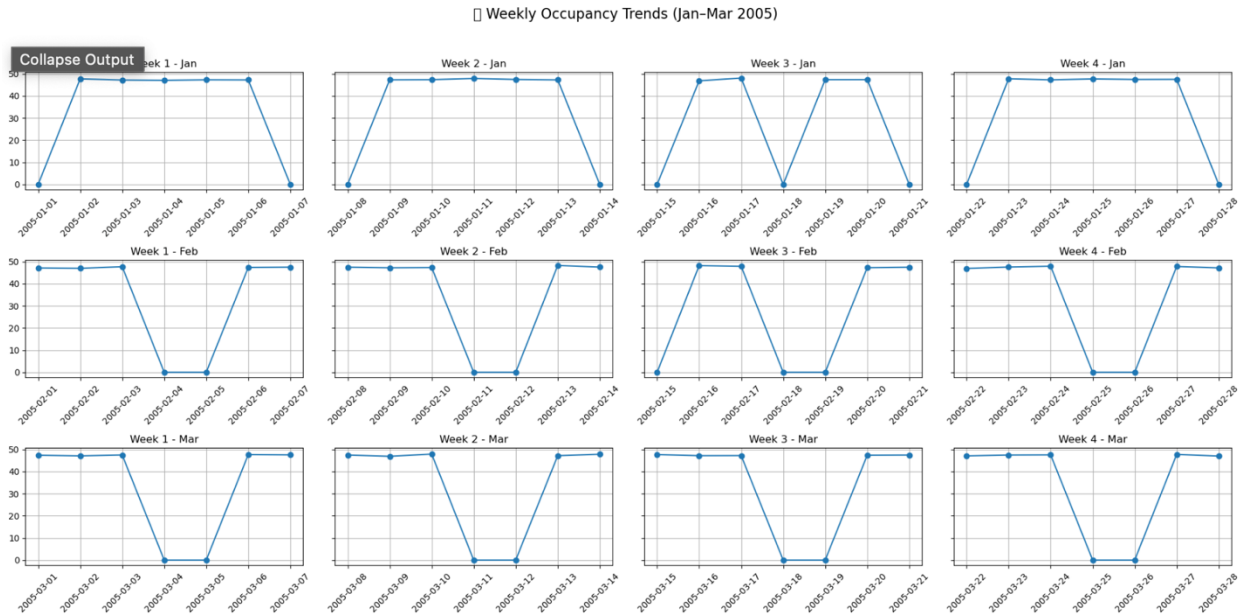 ▯ Weekly Occupancy Trends (Jan–Mar 2005)
Collapse Output
Week 1 - Jan
Week 2 - Jan
Week 3 - Jan
Week 4 - Jan
50
40
30
20
10
0
2005-01-01 2005-01-02 2005-01-03 2005-01-04 2005-01-05 2005-01-06 2005-01-07
2005-01-08 2005-01-09 2005-01-10 2005-01-11 2005-01-12 2005-01-13 2005-01-14
2005-01-15 2005-01-16 2005-01-17 2005-01-18 2005-01-19 2005-01-20 2005-01-21
2005-01-22 2005-01-23 2005-01-24 2005-01-25 2005-01-26 2005-01-27 2005-01-28
Week 1 - Feb
Week 2 - Feb
Week 3 - Feb
Week 4 - Feb
50
40
30
20
10
0
2005-02-01 2005-02-02 2005-02-03 2005-02-04 2005-02-05 2005-02-06 2005-02-07
2005-02-08 2005-02-09 2005-02-10 2005-02-11 2005-02-12 2005-02-13 2005-02-14
2005-02-15 2005-02-16 2005-02-17 2005-02-18 2005-02-19 2005-02-20 2005-02-21
2005-02-22 2005-02-23 2005-02-24 2005-02-25 2005-02-26 2005-02-27 2005-02-28
Week 1 - Mar
Week 2 - Mar
Week 3 - Mar
Week 4 - Mar
50
40
30
20
10
0
2005-03-01 2005-03-02 2005-03-03 2005-03-04 2005-03-05 2005-03-06 2005-03-07
2005-03-08 2005-03-09 2005-03-10 2005-03-11 2005-03-12 2005-03-13 2005-03-14
2005-03-15 2005-03-16 2005-03-17 2005-03-18 2005-03-19 2005-03-20 2005-03-21
2005-03-22 2005-03-23 2005-03-24 2005-03-25 2005-03-26 2005-03-27 2005-03-28